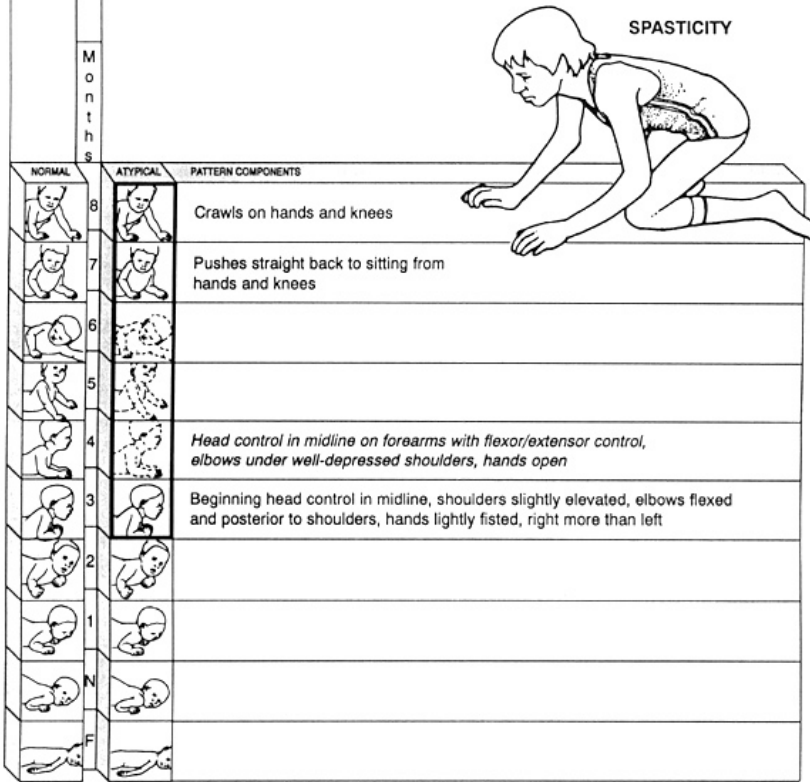 SPASTICITY
Months
NORMAL
ATYPICAL
PATTERN COMPONENTS
8
Crawls on hands and knees
7
Pushes straight back to sitting from
hands and knees
6
5
4
Head control in midline on forearms with flexor/extensor control,
elbows under well-depressed shoulders, hands open
3
Beginning head control in midline, shoulders slightly elevated, elbows flexed
and posterior to shoulders, hands lightly fisted, right more than left
2
1
N
F